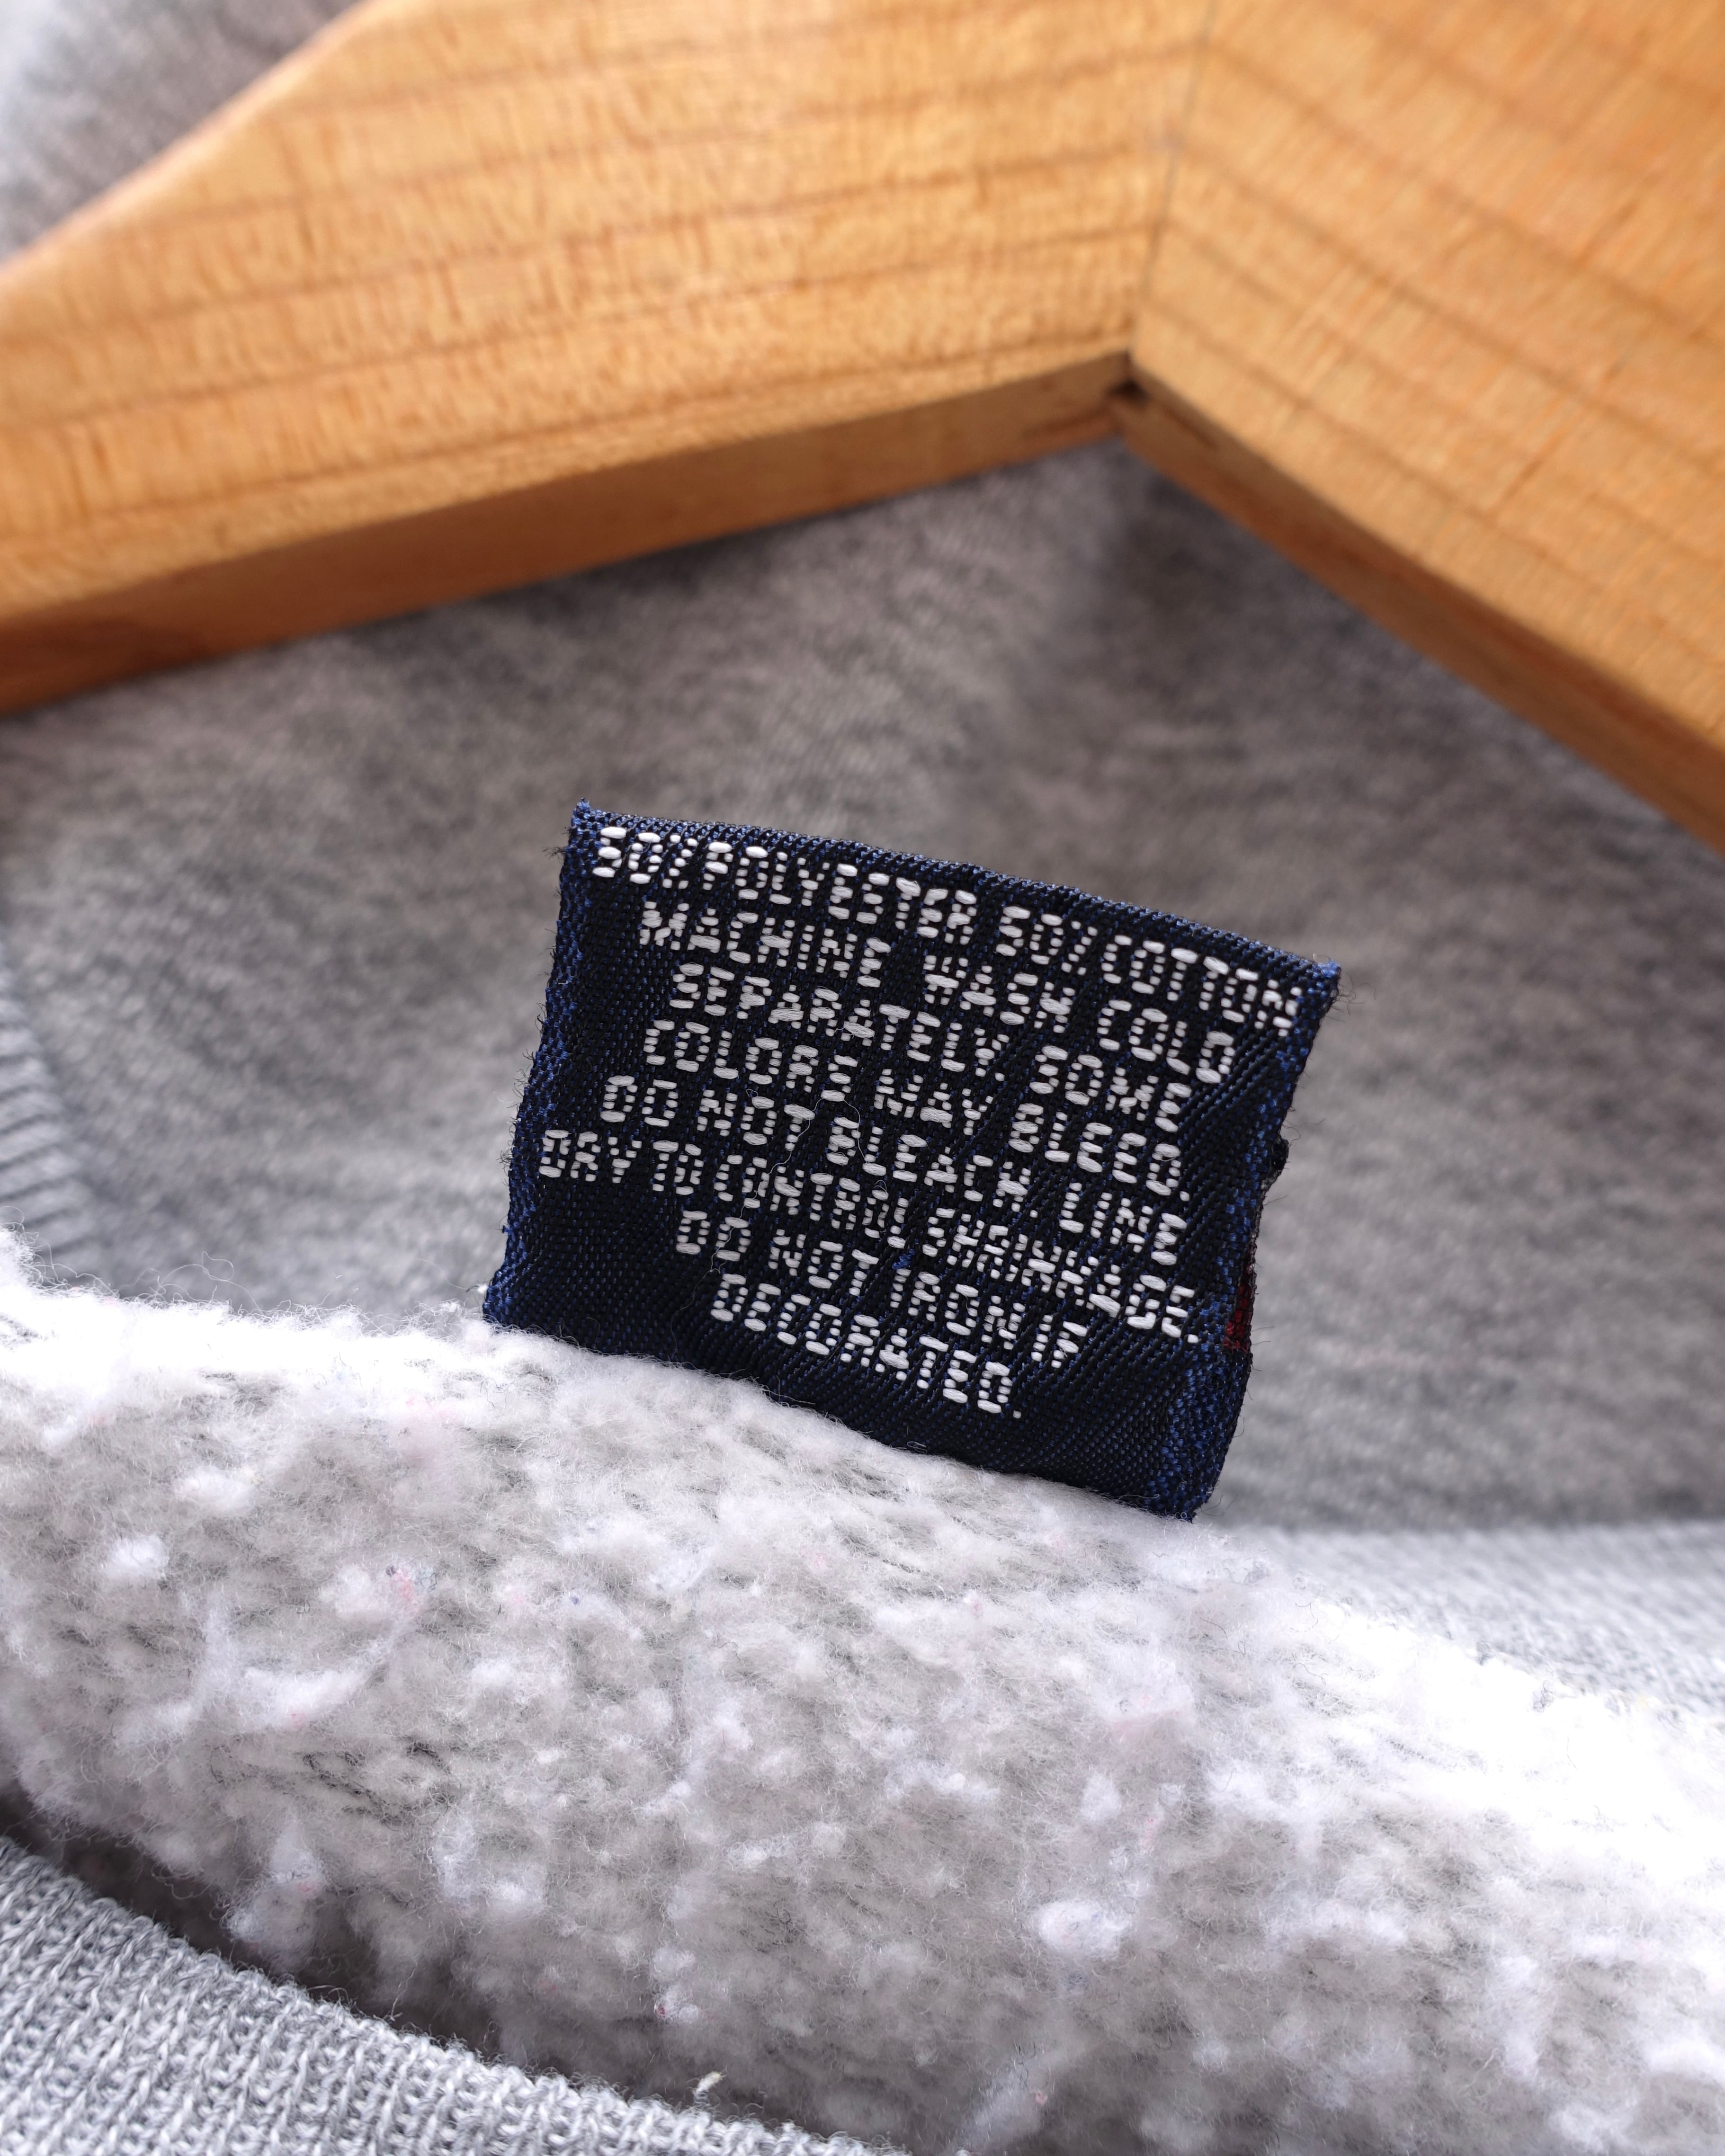 50% POLYESTER 50% COTTON
MACHINE WASH COLD
SEPARATELY. SOME
COLORS MAY BLEED.
DO NOT BLEACH LINE
DRY TO CONTROL SHRINKAGE.
DO NOT IRON IF
DECORATED.